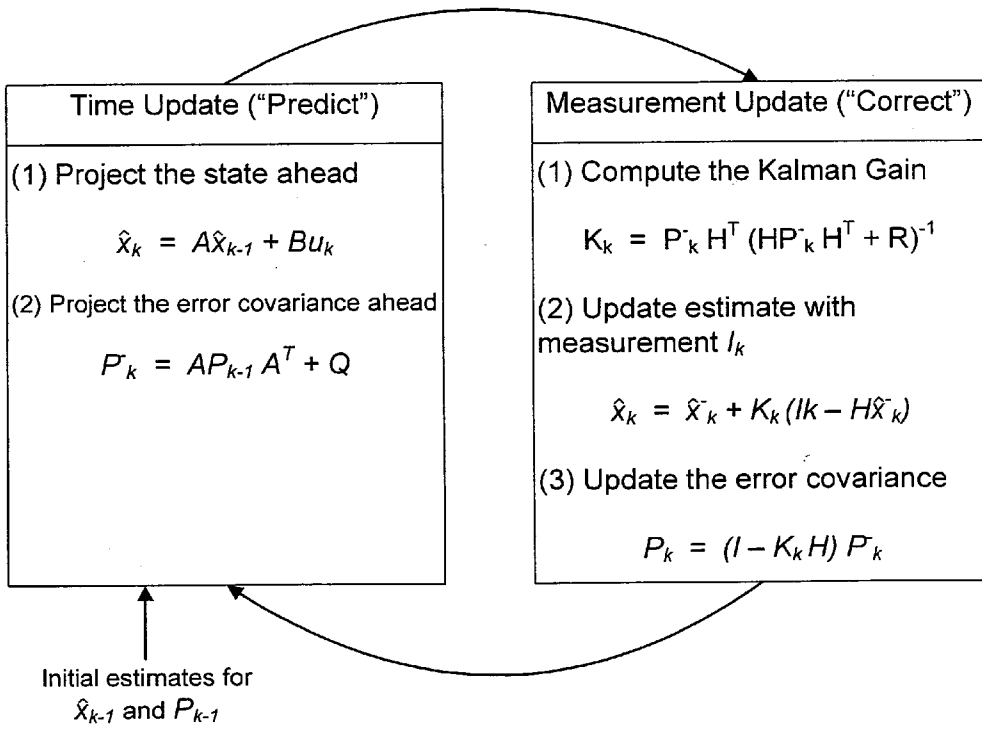 Time Update (“Predict”)
(1) Project the state ahead
x̂ₖ = Ax̂ₖ₋₁ + Buₖ
(2) Project the error covariance ahead
P⁻ₖ = APₖ₋₁ Aᵀ + Q
Initial estimates for
x̂ₖ₋₁ and Pₖ₋₁
Measurement Update (“Correct”)
(1) Compute the Kalman Gain
Kₖ = P⁻ₖ Hᵀ (HP⁻ₖ Hᵀ + R)⁻¹
(2) Update estimate with
measurement Iₖ
x̂ₖ = x̂⁻ₖ + Kₖ (Ik – Hx̂⁻ₖ)
(3) Update the error covariance
Pₖ = (I – Kₖ H) P⁻ₖ